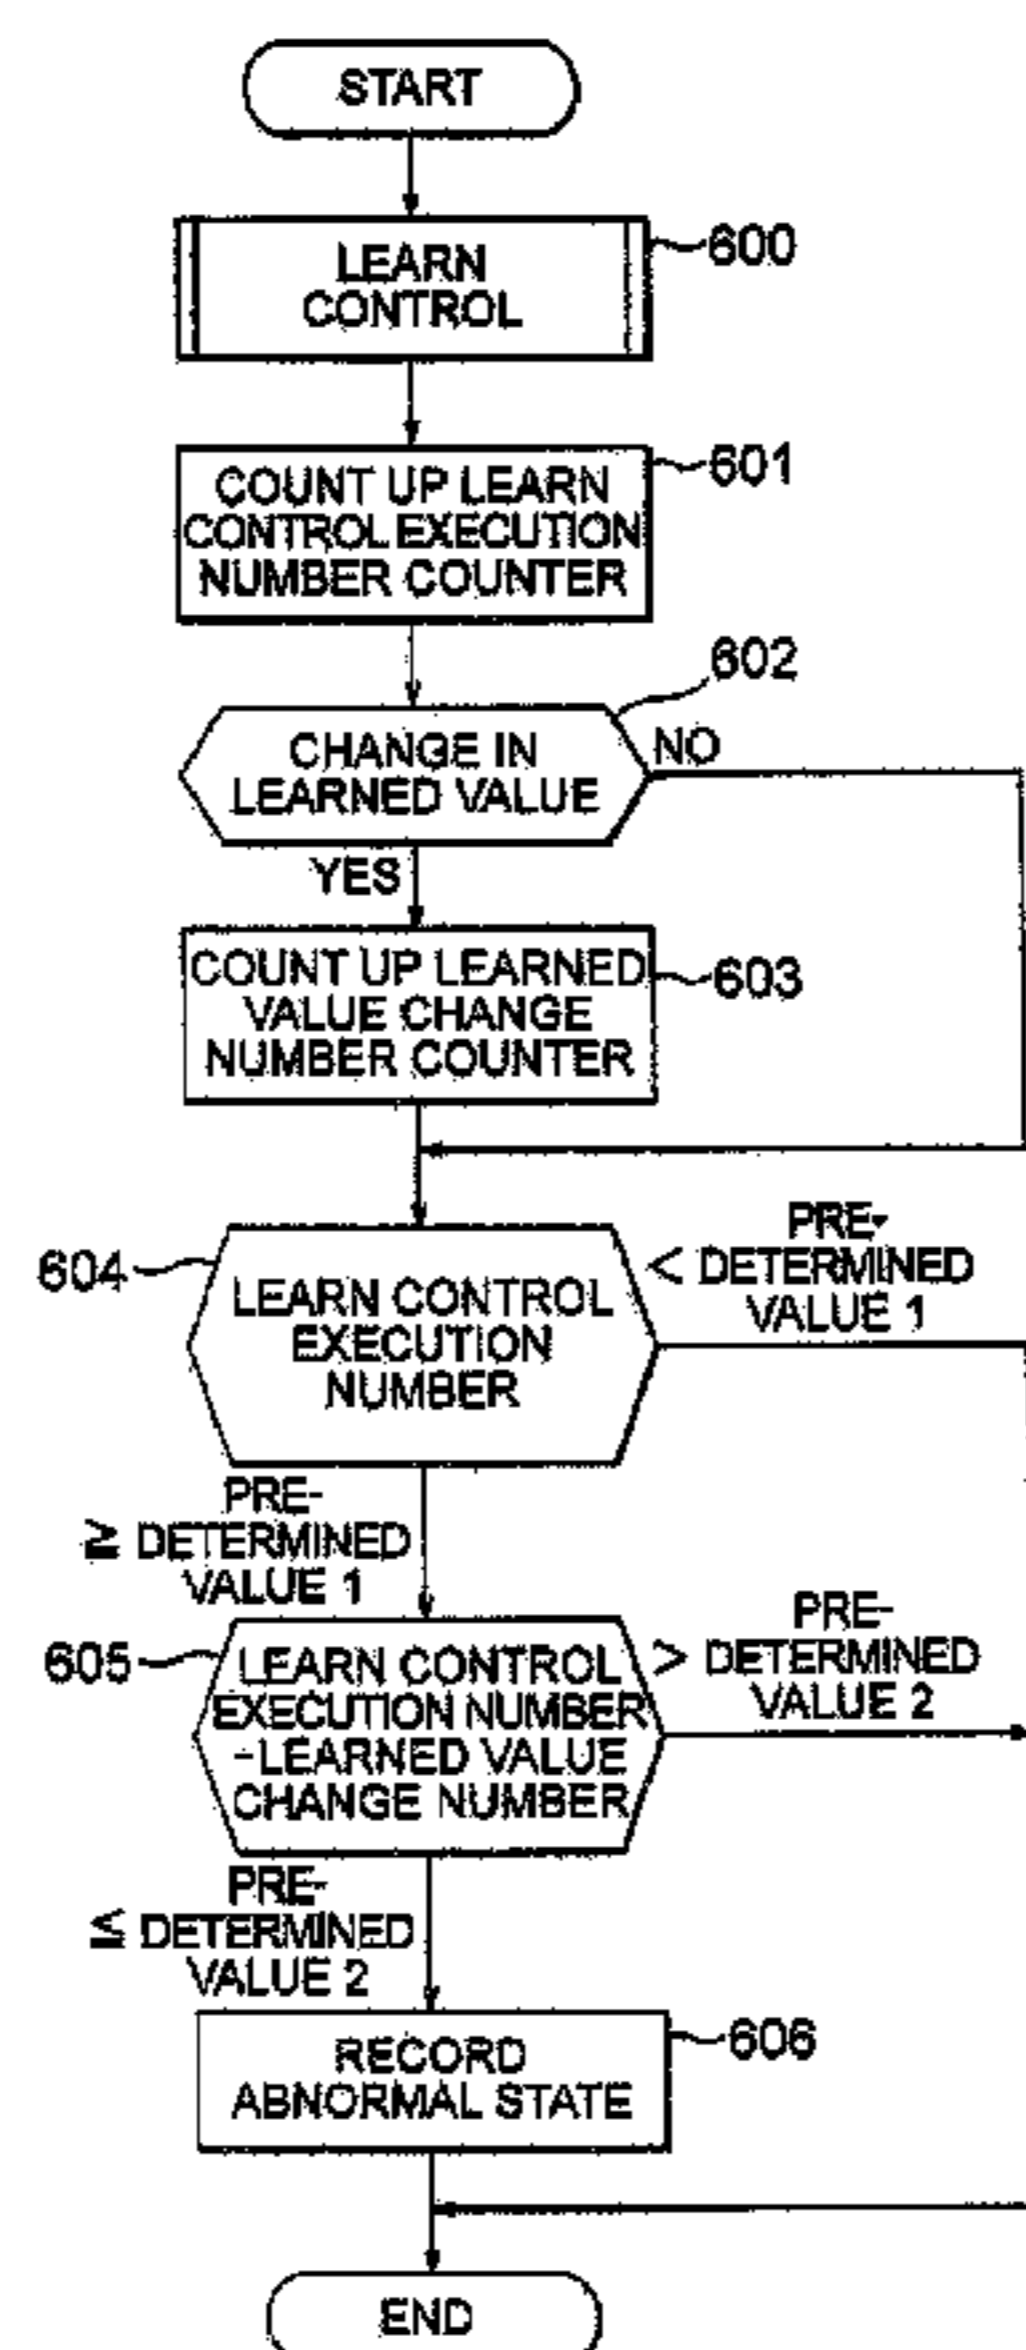 START
LEARN
CONTROL
600
COUNT UP LEARN
CONTROL EXECUTION
NUMBER COUNTER
601
602
CHANGE IN
LEARNED VALUE
NO
YES
COUNT UP LEARNED
VALUE CHANGE
NUMBER COUNTER
603
604
LEARN CONTROL
EXECUTION
NUMBER
PRE-
< DETERMINED
VALUE 1
PRE-
≧ DETERMINED
VALUE 1
605
LEARN CONTROL
EXECUTION NUMBER
-LEARNED VALUE
CHANGE NUMBER
PRE-
> DETERMINED
VALUE 2
PRE-
≦ DETERMINED
VALUE 2
RECORD
ABNORMAL STATE
606
END